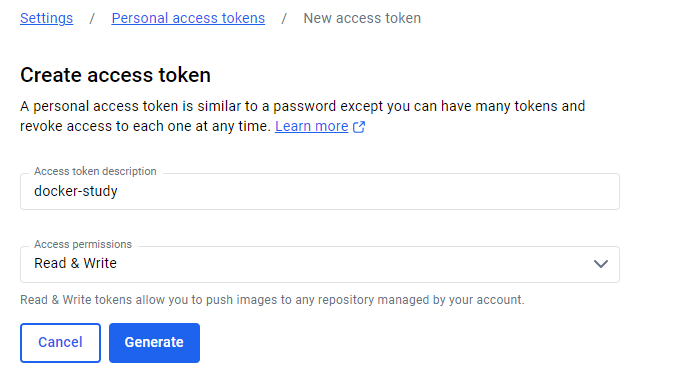 Settings / Personal access tokens / New access token
Create access token
A personal access token is similar to a password except you can have many tokens and
revoke access to each one at any time. Learn more
Access token description
docker-study
Access permissions
Read & Write
Read & Write tokens allow you to push images to any repository managed by your account.
Cancel Generate